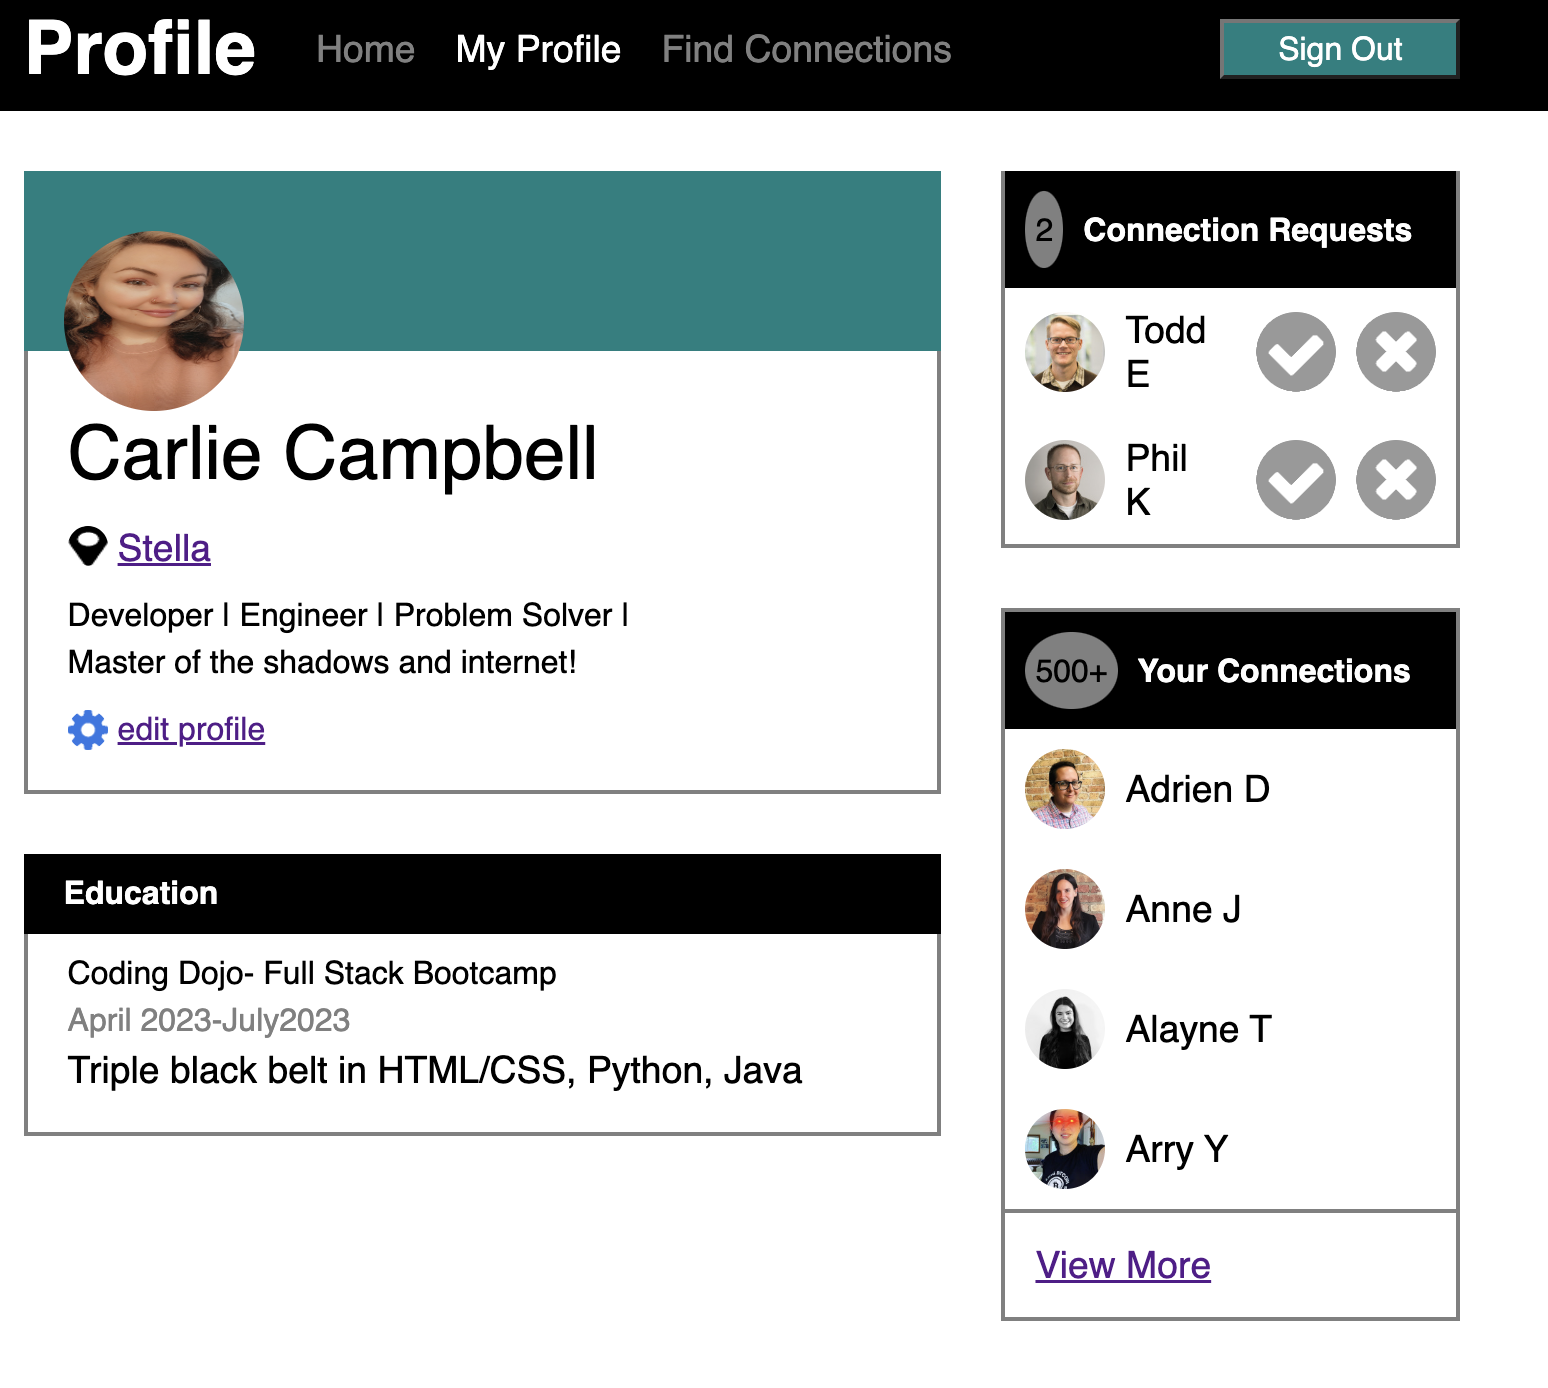 Profile
Home
My Profile
Find Connections
Sign Out
Carlie Campbell
Stella
Developer | Engineer | Problem Solver |
Master of the shadows and internet!
edit profile
Education
Coding Dojo- Full Stack Bootcamp
April 2023-July2023
Triple black belt in HTML/CSS, Python, Java
2
Connection Requests
Todd
E
Phil
K
500+
Your Connections
Adrien D
Anne J
Alayne T
Arry Y
View More